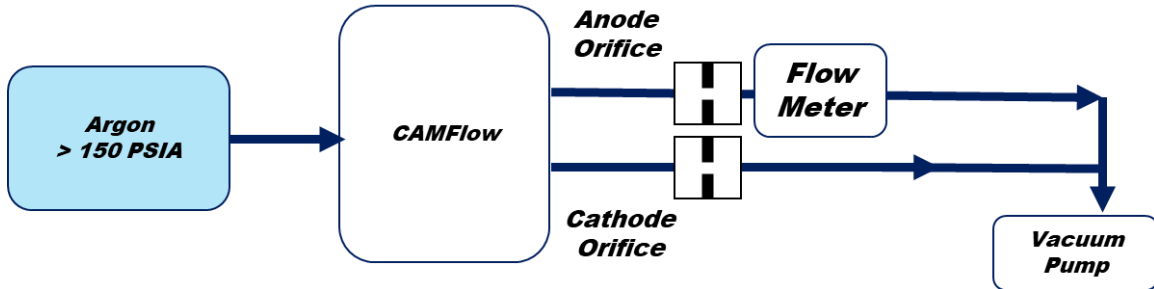 Anode
Orifice
Flow
Meter
Argon
> 150 PSIA
CAMFlow
Cathode
Orifice
Vacuum
Pump